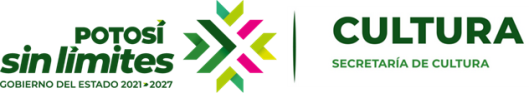 POTOSÍ
sin límites
GOBIERNO DEL ESTADO 2021 2027
CULTURA
SECRETARÍA DE CULTURA